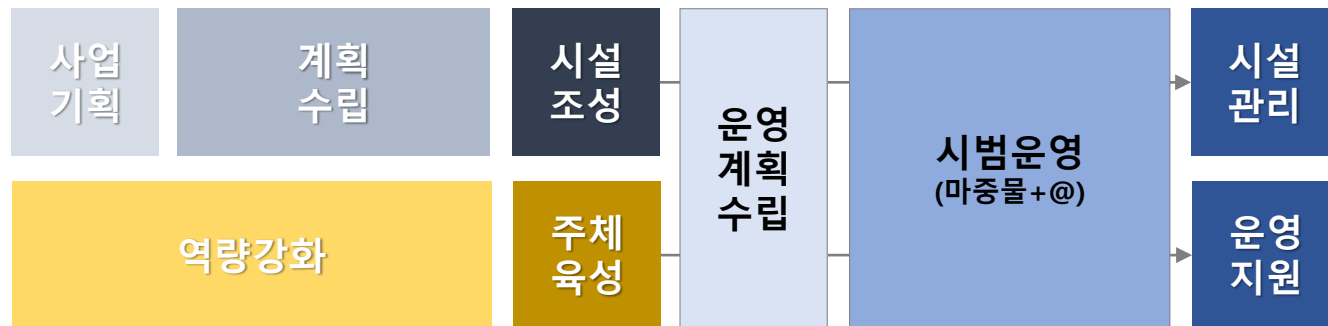 사업
기획
계획
수립
시설
조성
운영
계획
수립
시범운영
(마중물+@)
시설
관리
역량강화
주체
육성
운영
지원